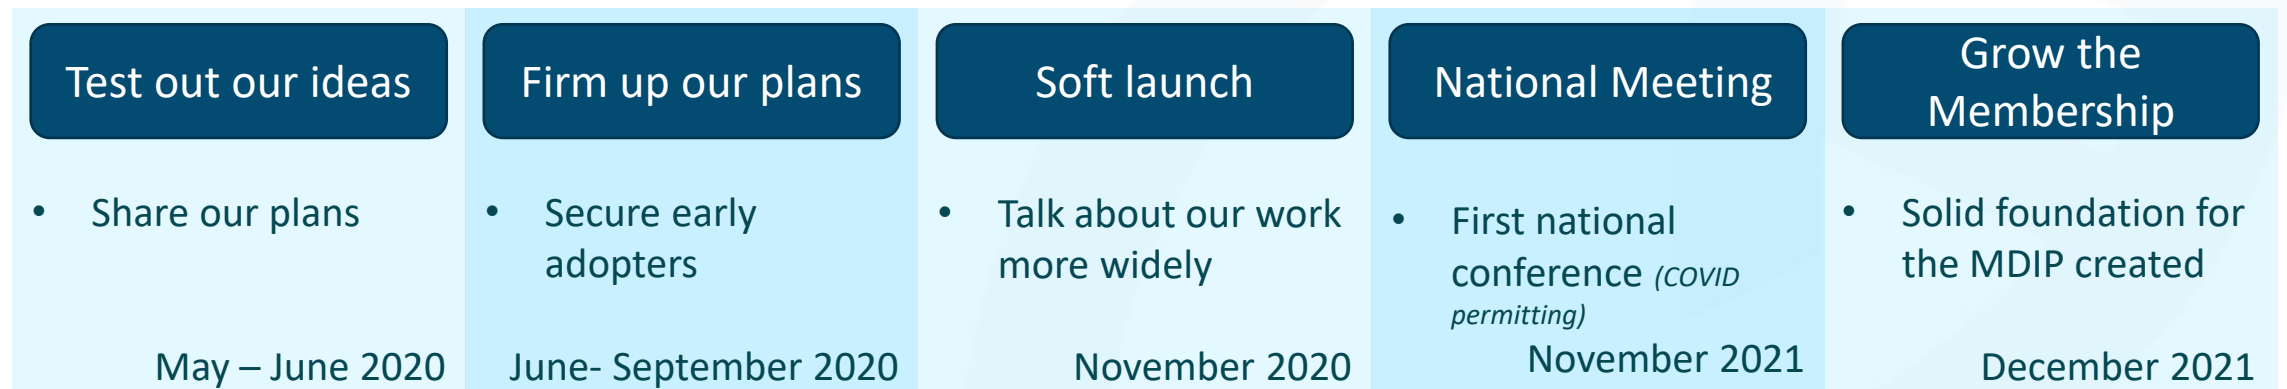 Test out our ideas
• Share our plans
May – June 2020
Firm up our plans
• Secure early
adopters
June- September 2020
Soft launch
• Talk about our work
more widely
November 2020
National Meeting
• First national
conference (COVID
permitting)
November 2021
Grow the
Membership
• Solid foundation for
the MDIP created
December 2021